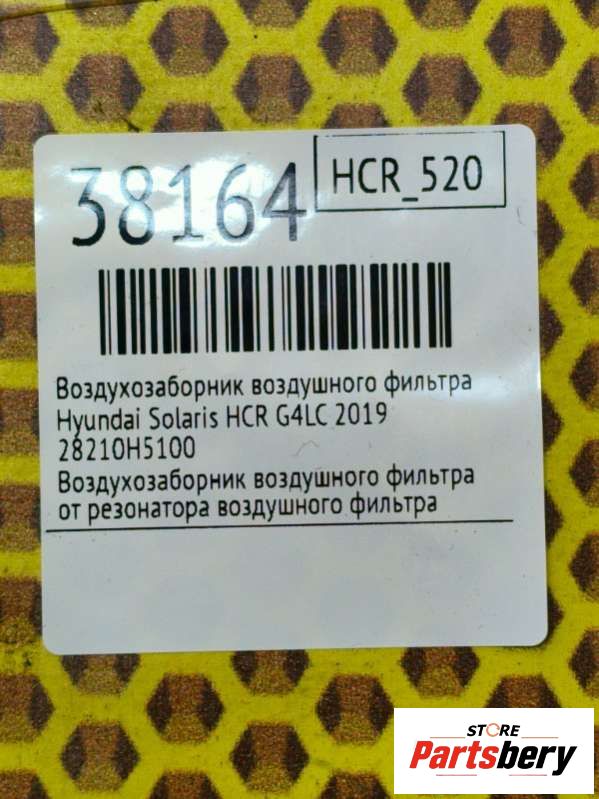 38164
HCR_520
Воздухозаборник воздушного фильтра
Hyundai Solaris HCR G4LC 2019
28210H5100
Воздухозаборник воздушного фильтра
от резонатора воздушного фильтра
STORE
Partsbery